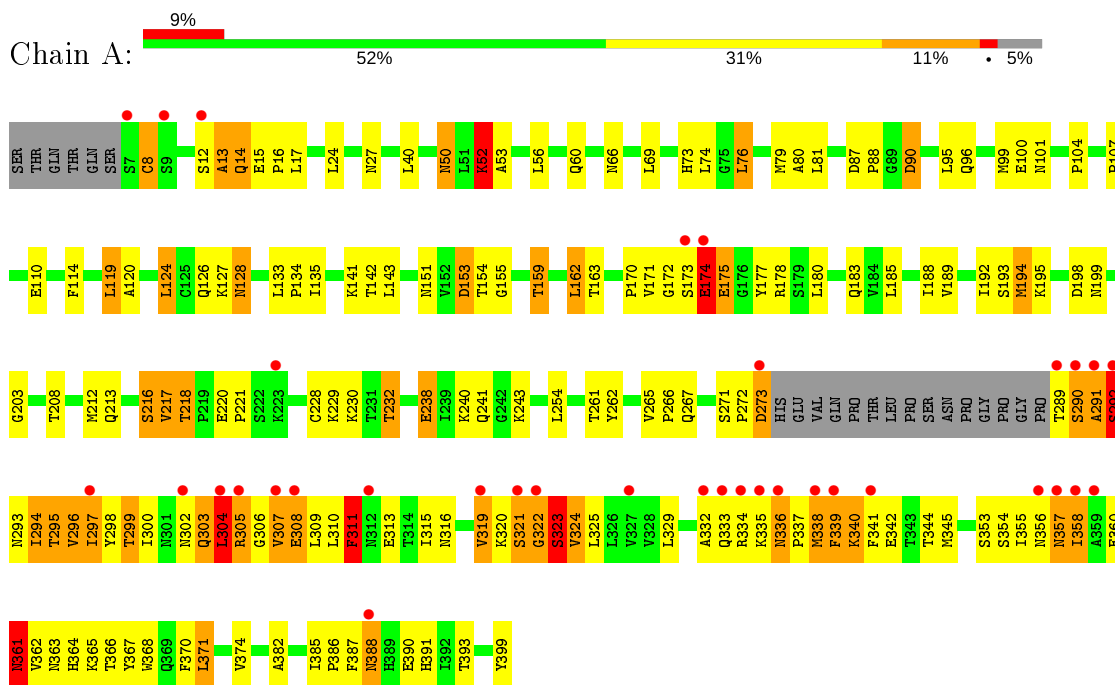 9%
Chain A:
52% 31% 11% • 5%
SER THR GLN THR GLN SER S7 C8 S9 S12 A13 Q14 E15 P16 L17 L24 N27 L40 N50 L51 K52 A53 L56 Q60 N66 L69 H73 L74 G75 L76 M79 A80 L81 D87 P88 G89 D90 L95 Q96 M99 E100 N101 P104
E110 F114 L119 A120 L124 C125 Q126 K127 N128 L133 P134 I135 K141 T142 L143 N151 V152 D153 T154 G155 T159 L162 T163 P170 V171 G172 S173 E174 E175 G176 Y177 R178 S179 L180 Q183 V184 L185 I188 V189 I192 S193 M194 K195 D198 N199
G203 T208 M212 Q213 S216 V217 T218 P219 E220 P221 S222 K223 C228 K229 K230 T231 T232 E238 I239 K240 Q241 G242 K243 L254 T261 Y262 V265 P266 Q267 S271 P272 D273 HIS GLU VAL GLN PRO THR LEU PRO SER ASN PRO GLY PRO GLY PRO T289 S290 A291
N293 I294 T295 V296 I297 Y298 T299 I300 N301 N302 Q303 L304 R305 G306 V307 E308 L309 L310 F311 N312 E313 T314 I315 N316 V319 K320 S321 G322 S323 V324 L325 L326 V327 V328 L329 A332 Q333 R334 K335 N336 P337 M338 F339 K340 F341 E342 T343 T344 M345 S353 S354 I355 N356 N357 I358 A359
N361 V362 N363 H364 K365 T366 Y367 W368 Q369 F370 L371 V374 A382 I385 P386 F387 N388 H389 E390 H391 I392 T393 Y399